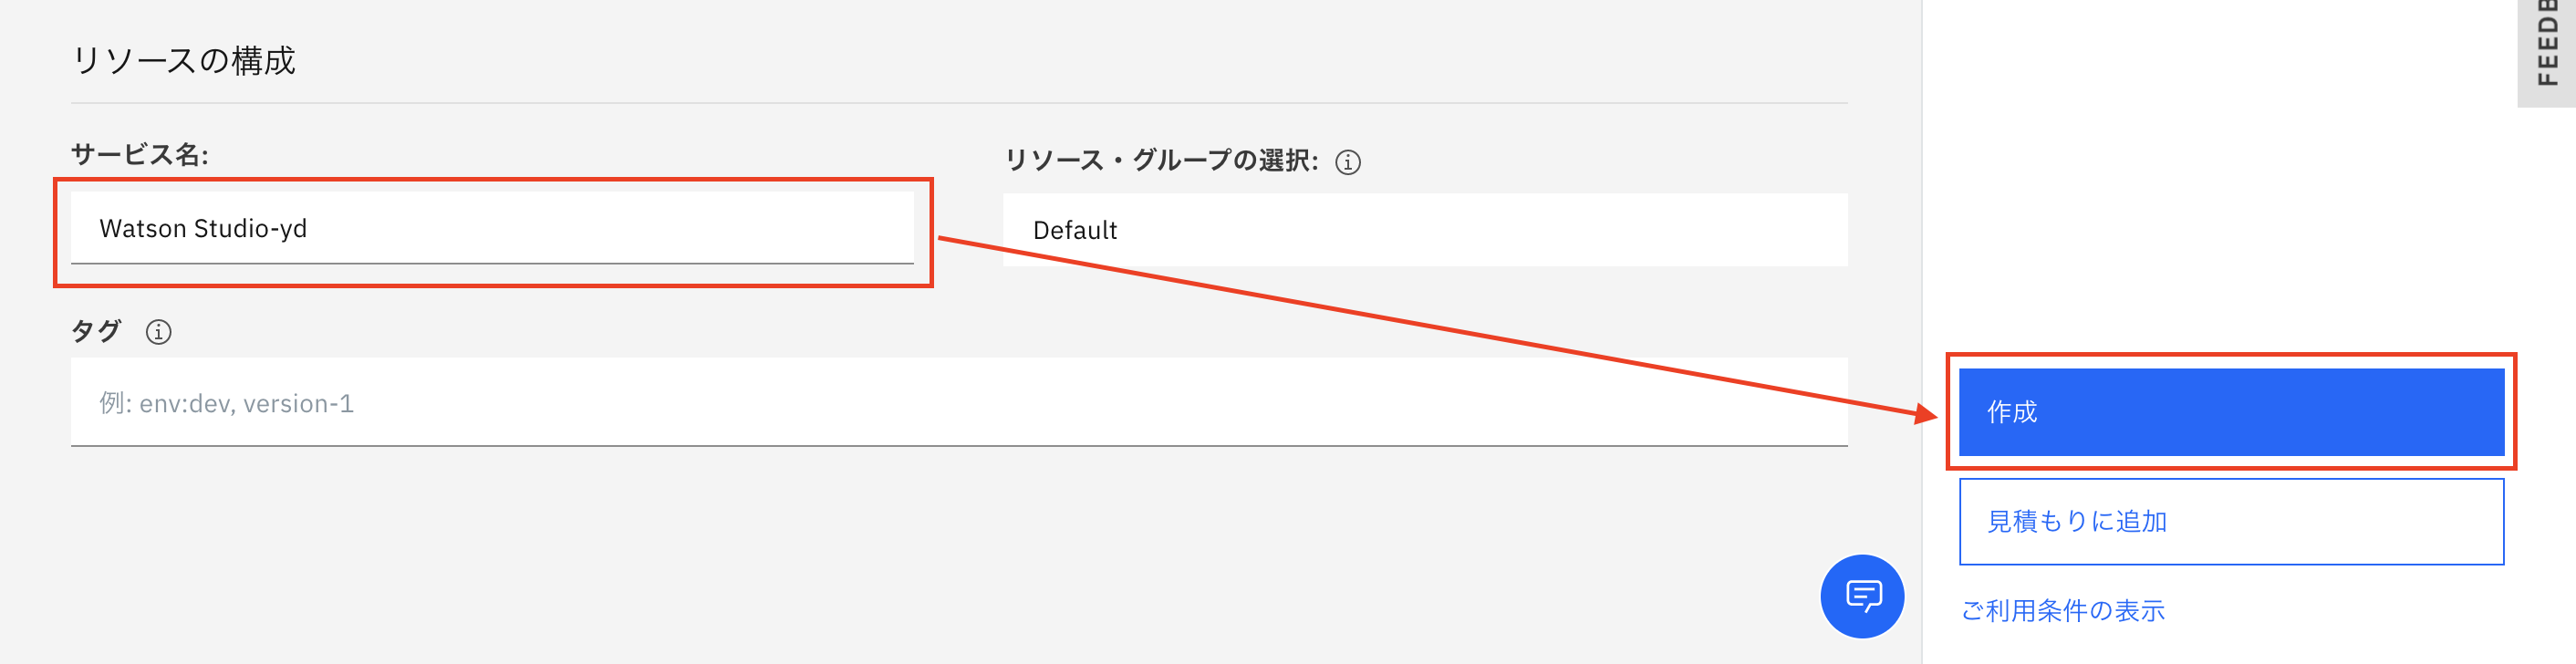 リソースの構成
サービス名:
リソース・グループの選択:
Watson Studio-yd
Default
タグ
例: env:dev, version-1
作成
見積もりに追加
ご利用条件の表示